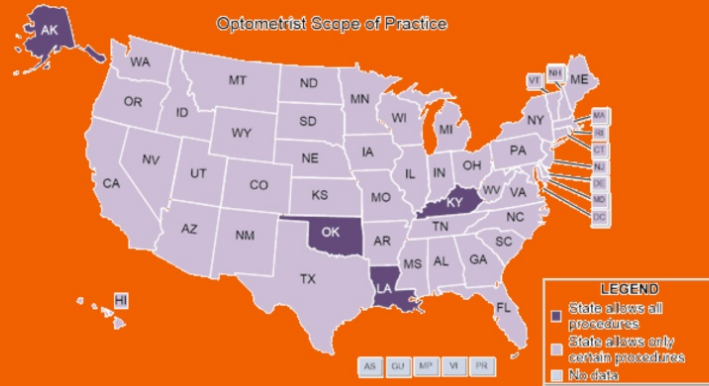 Optometrist Scope of Practice
AK
WA
MT
ND
MN
VT
NH
ME
OR
ID
WY
SD
WI
MI
NY
MA
RI
CT
NJ
DE
MD
DC
NV
UT
CO
NE
IA
IL
IN
OH
PA
WV
VA
CA
KS
MO
KY
NC
TN
AZ
NM
OK
AR
SC
MS
AL
GA
TX
LA
FL
HI
AS
GU
MP
VI
PR
LEGEND
State allows all
procedures
State allows only
certain procedures
No data